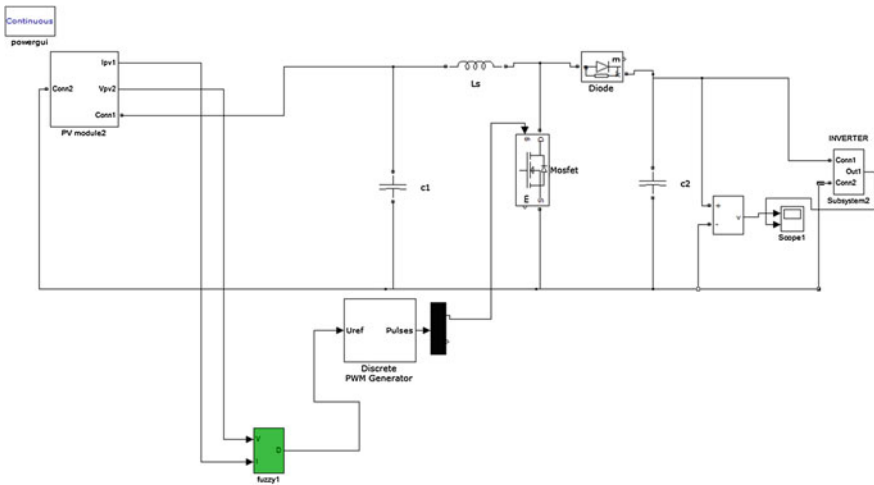 Continuous
powergui
Ipv1
Conn2
Vpv2
Conn1
PV module2
Ls
m
Diode
c1
g
D
Mosfet
m
S
c2
INVERTER
Conn1
Out1
Conn2
Subsystem2
+
v
-
Scope1
Uref
Pulses
Discrete
PWM Generator
V
D
I
fuzzy1